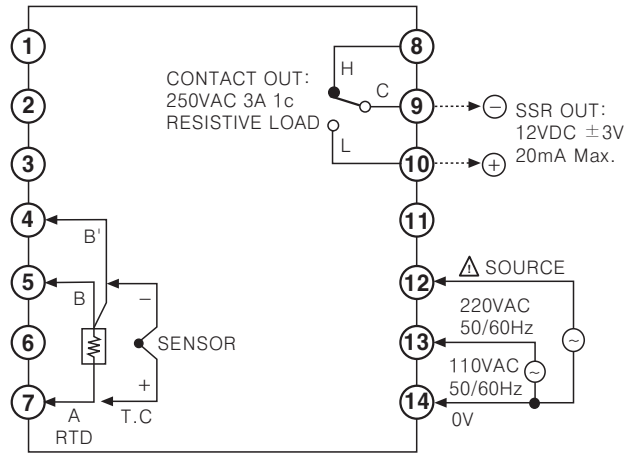 1
2
3
4
5
6
7
8
9
10
11
12
13
14
CONTACT OUT:
250VAC 3A 1c
RESISTIVE LOAD
H
C
L
−
SSR OUT:
12VDC ±3V
20mA Max.
+
B'
B
−
SENSOR
+
A
T.C
RTD
⚠ SOURCE
220VAC
50/60Hz
~
110VAC
50/60Hz
~
0V